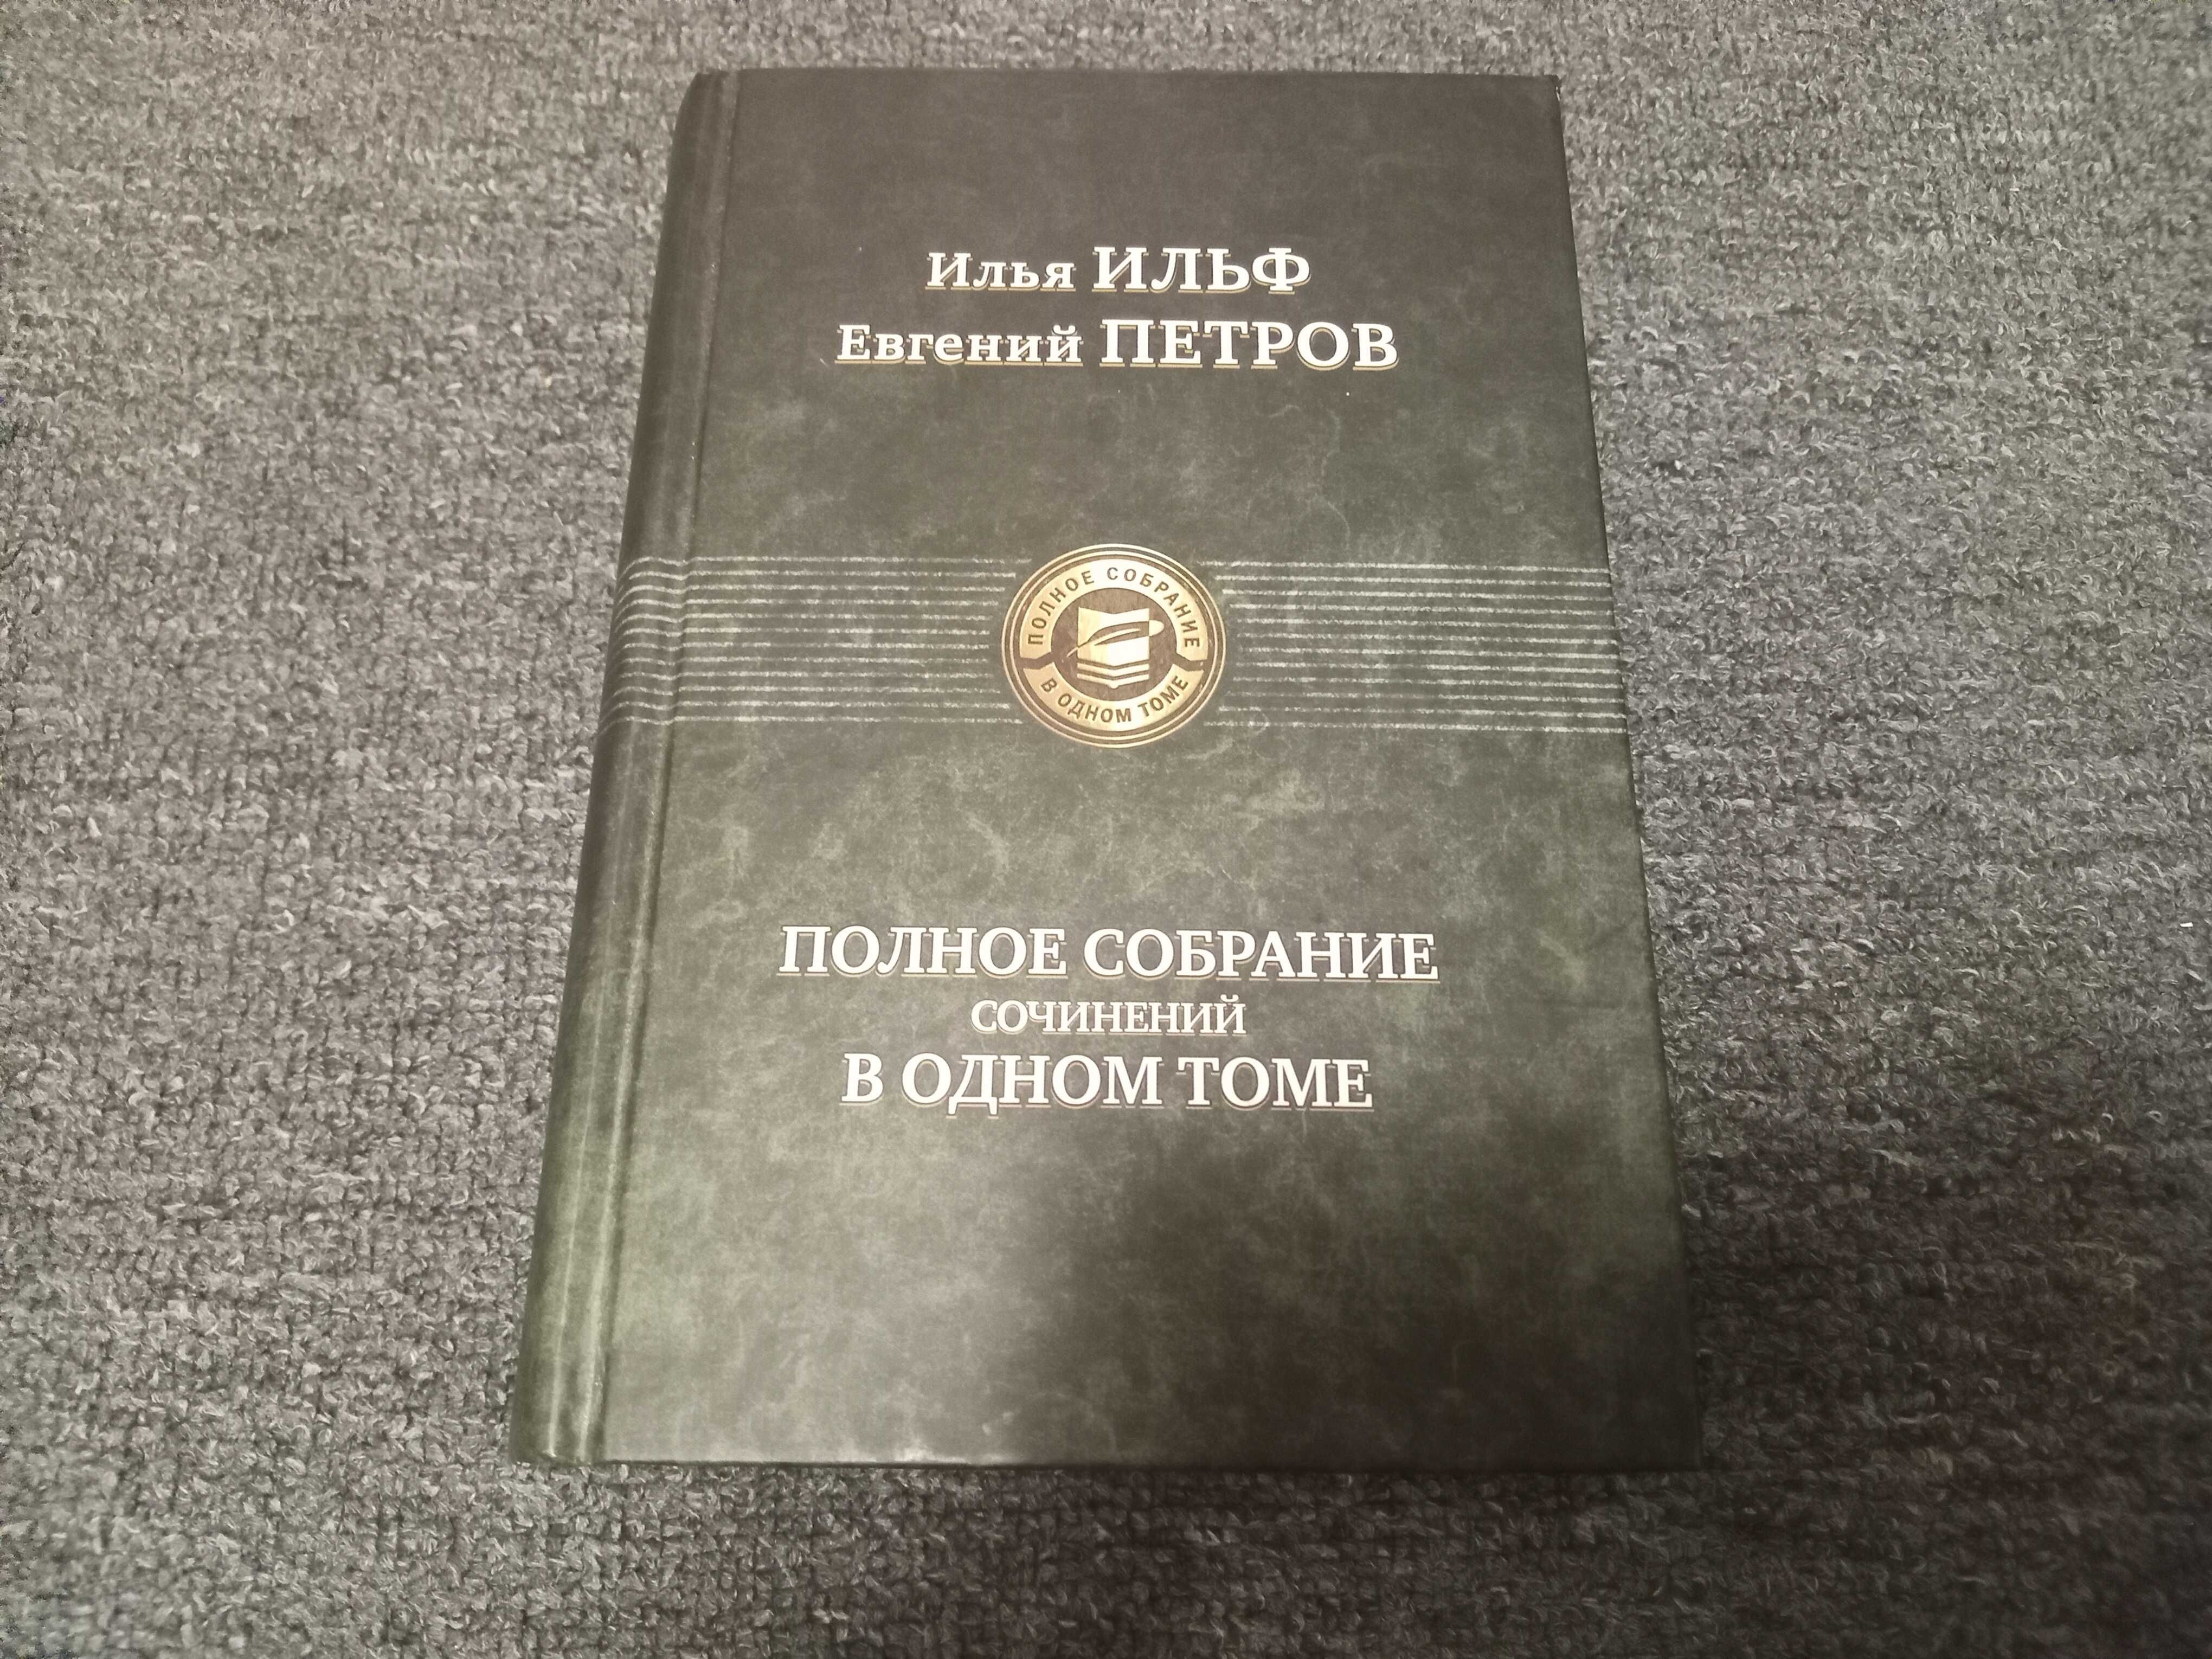 Илья ИЛЬФ
Евгений ПЕТРОВ
ПОЛНОЕ СОБРАНИЕ
В ОДНОМ ТОМЕ
ПОЛНОЕ СОБРАНИЕ
СОЧИНЕНИЙ
В ОДНОМ ТОМЕ